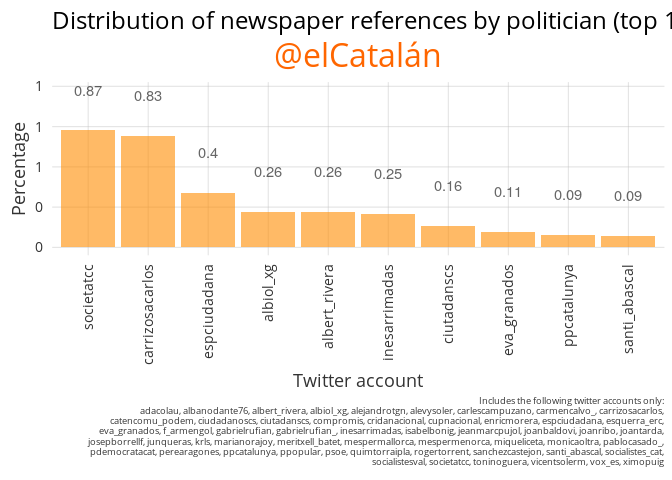 Distribution of newspaper references by politician (top 1
@elCatalán
Percentage
1
1
1
0
0
0.87
0.83
0.4
0.26
0.26
0.25
0.16
0.11
0.09
0.09
societatcc
carrizosacarlos
espciudadana
albiol_xg
albert_rivera
inesarrimadas
ciutadanscs
eva_granados
ppcatalunya
santi_abascal
Twitter account
Includes the following twitter accounts only:
adacolau, albanodante76, albert_rivera, albiol_xg, alejandrotgn, alevysoler, carlescampuzano, carmencalvo_, carrizosacarlos,
catencomu_podem, ciudadanoscs, ciutadanscs, compromis, cridanacional, cupnacional, enricmorera, espciudadana, esquerra_erc,
eva_granados, f_armengol, gabrielrufian, gabrielrufian_, inesarrimadas, isabelbonig, jeanmarcpujol, joanbaldovi, joanribo, joantarda,
josepborrellf, junqueras, krls, marianorajoy, meritxell_batet, mespermallorca, mespermenorca, miqueliceta, monicaoltra, pablocasado_,
pdemocratacat, perearagones, ppcatalunya, ppopular, psoe, quimtorraipla, rogertorrent, sanchezcastejon, santi_abascal, socialistes_cat,
socialistesval, societatcc, toninoguera, vicentsolerm, vox_es, ximopuig